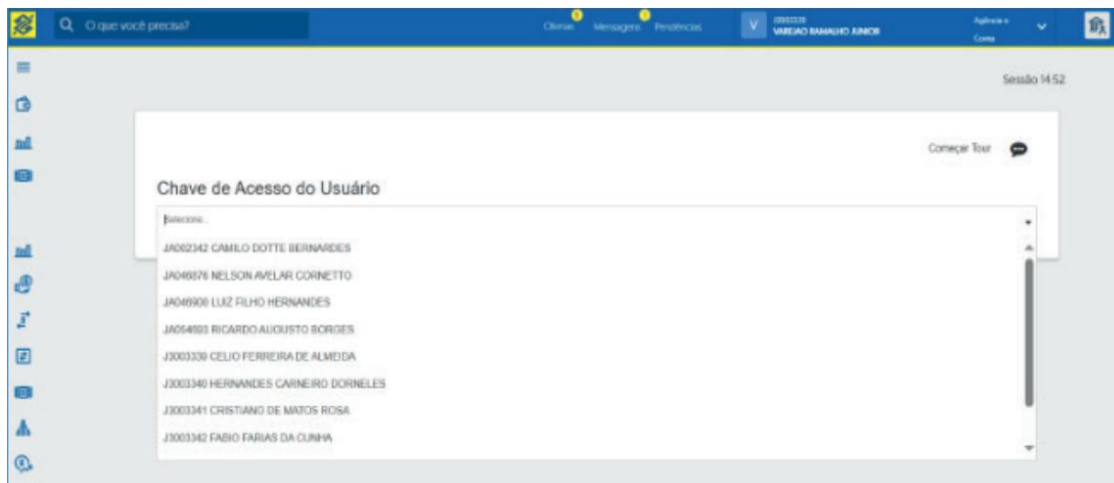 O que você precisa?
Ofertas
Mensagens
Pendências
V
VAREJAO RAMALHO JUNIOR
Agência e
Conta
Sessão 14:52
Começar Tour
Chave de Acesso do Usuário
Selecione...
JA002342 CAMILO DOTTE BERNARDES
JA046876 NELSON AVELAR CORNETTO
JA046900 LUIZ FILHO HERNANDES
RICARDO AUGUSTO BORGES
J3003339 CELIO FERREIRA DE ALMEIDA
J3003340 HERNANDES CARNEIRO DORNELES
J3003341 CRISTIANO DE MATOS ROSA
J3003342 FABIO FARIAS DA CUNHA